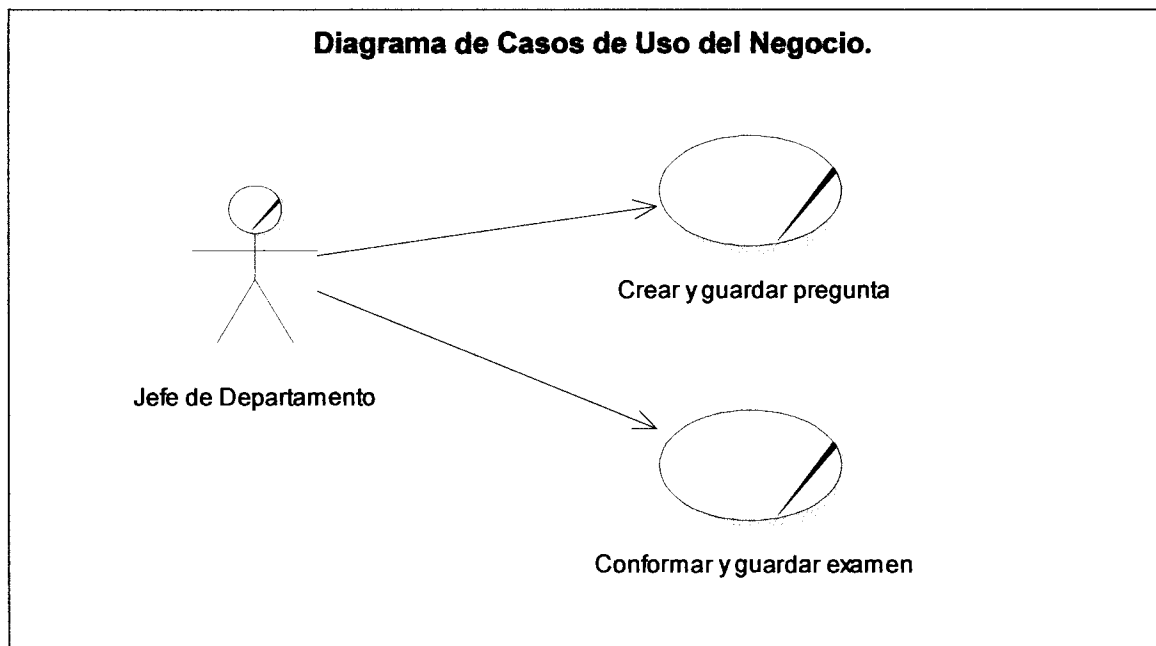 Diagrama de Casos de Uso del Negocio.
Crear y guardar pregunta
Jefe de Departamento
Conformar y guardar examen